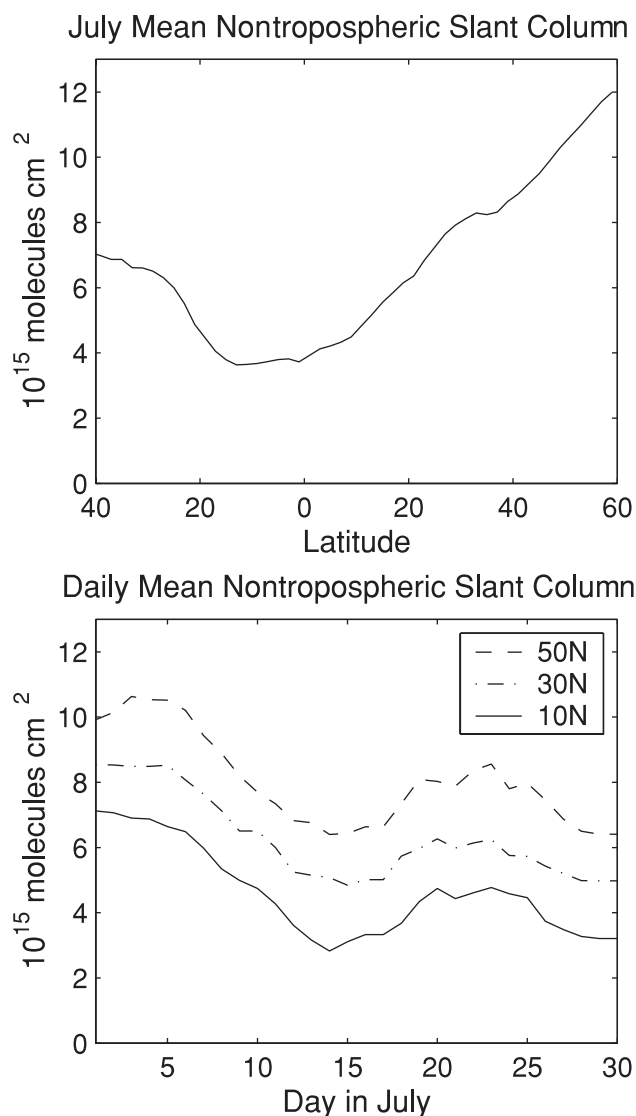 July Mean Nontropospheric Slant Column
12
10
8
6
4
2
0
10^15 molecules cm^2
40 20 0 20 40 60
Latitude
Daily Mean Nontropospheric Slant Column
12
10
8
6
4
2
0
10^15 molecules cm^2
50N
30N
10N
5 10 15 20 25 30
Day in July